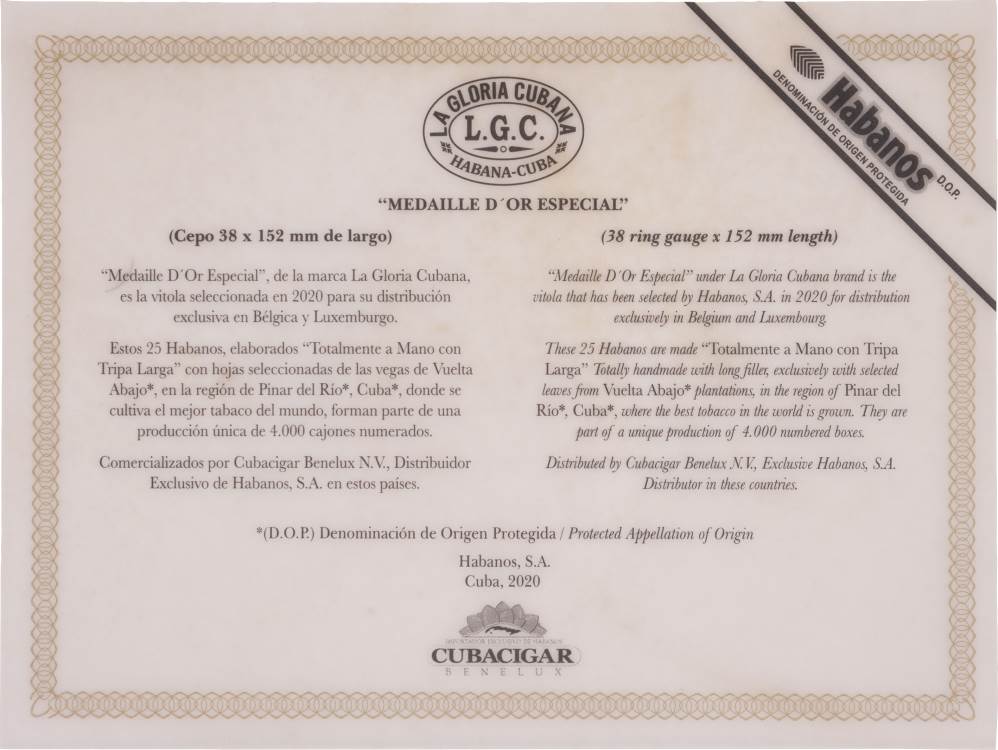 LA GLORIA CUBANA
L.G.C.
HABANA-CUBA
Habanos D.O.P.
DENOMINACIÓN DE ORIGEN PROTEGIDA
“MEDAILLE D´OR ESPECIAL”
(Cepo 38 x 152 mm de largo)
“Medaille D´Or Especial”, de la marca La Gloria Cubana,
es la vitola seleccionada en 2020 para su distribución
exclusiva en Bélgica y Luxemburgo.
Estos 25 Habanos, elaborados “Totalmente a Mano con
Tripa Larga” con hojas seleccionadas de las vegas de Vuelta
Abajo*, en la región de Pinar del Río*, Cuba*, donde se
cultiva el mejor tabaco del mundo, forman parte de una
producción única de 4.000 cajones numerados.
Comercializados por Cubacigar Benelux N.V., Distribuidor
Exclusivo de Habanos, S.A. en estos países.
(38 ring gauge x 152 mm length)
“Medaille D´Or Especial” under La Gloria Cubana brand is the
vitola that has been selected by Habanos, S.A. in 2020 for distribution
exclusively in Belgium and Luxembourg.
These 25 Habanos are made “Totalmente a Mano con Tripa
Larga” Totally handmade with long filler, exclusively with selected
leaves from Vuelta Abajo* plantations, in the region of Pinar del
Río*, Cuba*, where the best tobacco in the world is grown. They are
part of a unique production of 4.000 numbered boxes.
Distributed by Cubacigar Benelux N.V., Exclusive Habanos, S.A.
Distributor in these countries.
*(D.O.P.) Denominación de Origen Protegida / Protected Appellation of Origin
Habanos, S.A.
Cuba, 2020
IMPORTADOR EXCLUSIVO DE HABANOS
CUBACIGAR
BENELUX